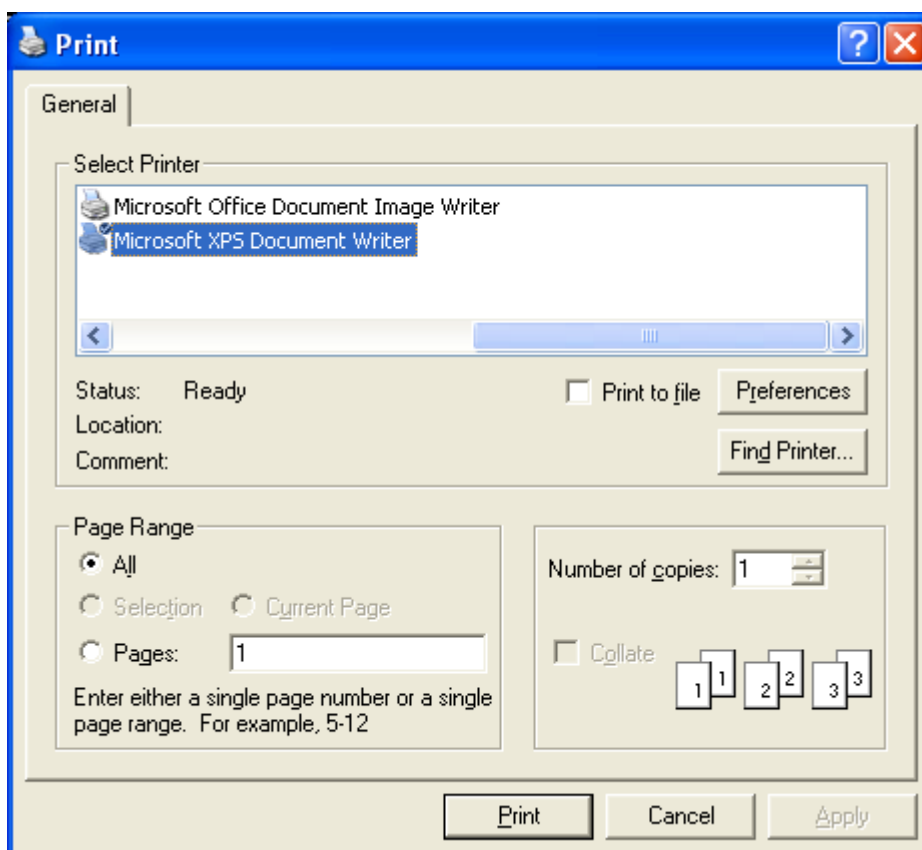 Print
General
Select Printer
Microsoft Office Document Image Writer
Microsoft XPS Document Writer
Status: Ready
Print to file
Preferences
Location:
Comment:
Find Printer...
Page Range
All
Selection
Current Page
Pages: 1
Enter either a single page number or a single
page range. For example, 5-12
Number of copies: 1
Collate
1 1 2 2 3 3
Print
Cancel
Apply